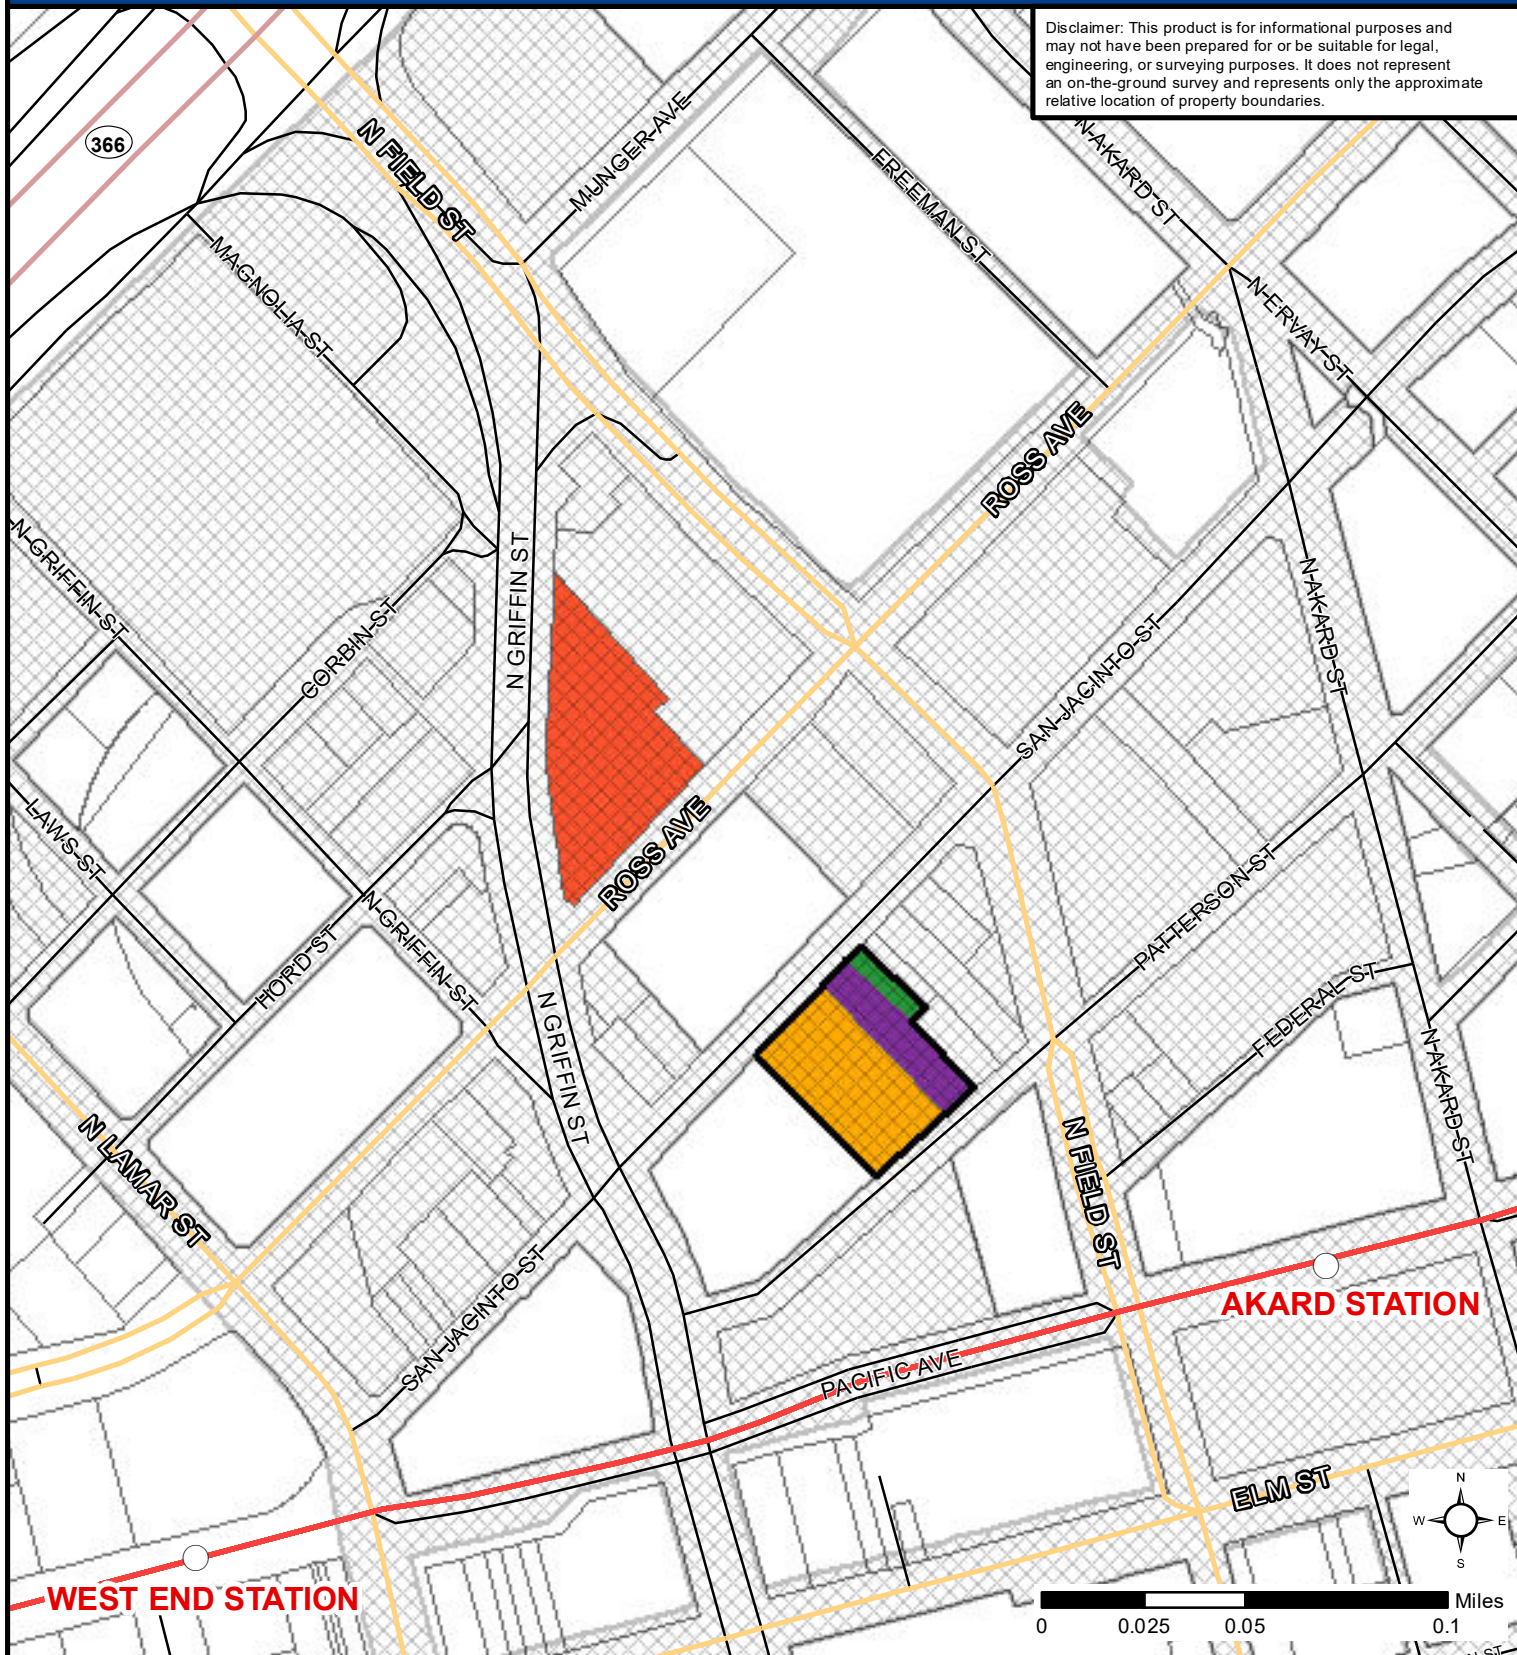 Disclaimer: This product is for informational purposes and
may not have been prepared for or be suitable for legal,
engineering, or surveying purposes. It does not represent
an on-the-ground survey and represents only the approximate
relative location of property boundaries.
366
N FIELD ST
MUNGER AVE
FREEMAN ST
N AKARD ST
MAGNOLIA ST
N ERVAY ST
ROSS AVE
N GRIFFIN ST
N GRIFFIN ST
CORBIN ST
N AKARD ST
SAN JACINTO ST
LAWS ST
ROSS AVE
N GRIFFIN ST
HORD ST
PATTERSON ST
FEDERAL ST
N GRIFFIN ST
N AKARD ST
N LAMAR ST
N FIELD ST
SAN JACINTO ST
AKARD STATION
PACIFIC AVE
ELM ST
WEST END STATION
N
W E
S
Miles
0 0.025 0.05 0.1